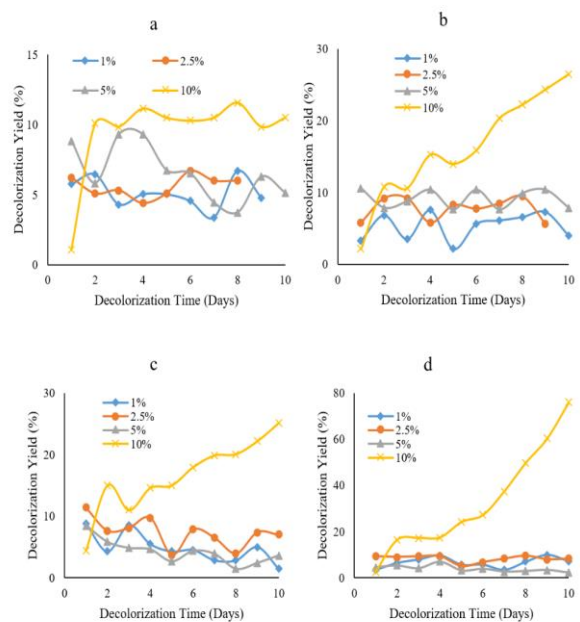 a
15
10
5
0
Decolorization Yield (%)
1%
2.5%
5%
10%
0 2 4 6 8 10
Decolorization Time (Days)
b
30
20
10
0
Decolorization Yield (%)
1%
2.5%
5%
10%
0 2 4 6 8 10
Decolorization Time (Days)
c
30
20
10
0
Decolorization Yield (%)
1%
2.5%
5%
10%
0 2 4 6 8 10
Decolorization Time (Days)
d
80
60
40
20
0
Decolorization Yield (%)
1%
2.5%
5%
10%
0 2 4 6 8 10
Decolorization Time (Days)